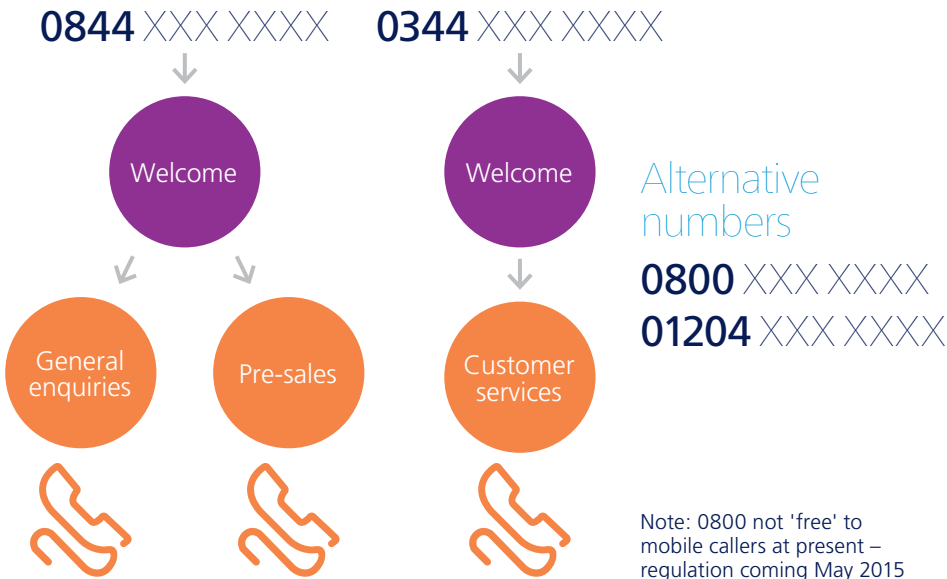 0844 XXX XXXX
0344 XXX XXXX
Welcome
Welcome
General
enquiries
Pre-sales
Customer
services
Alternative
numbers
0800 XXX XXXX
01204 XXX XXXX
Note: 0800 not 'free' to
mobile callers at present –
regulation coming May 2015